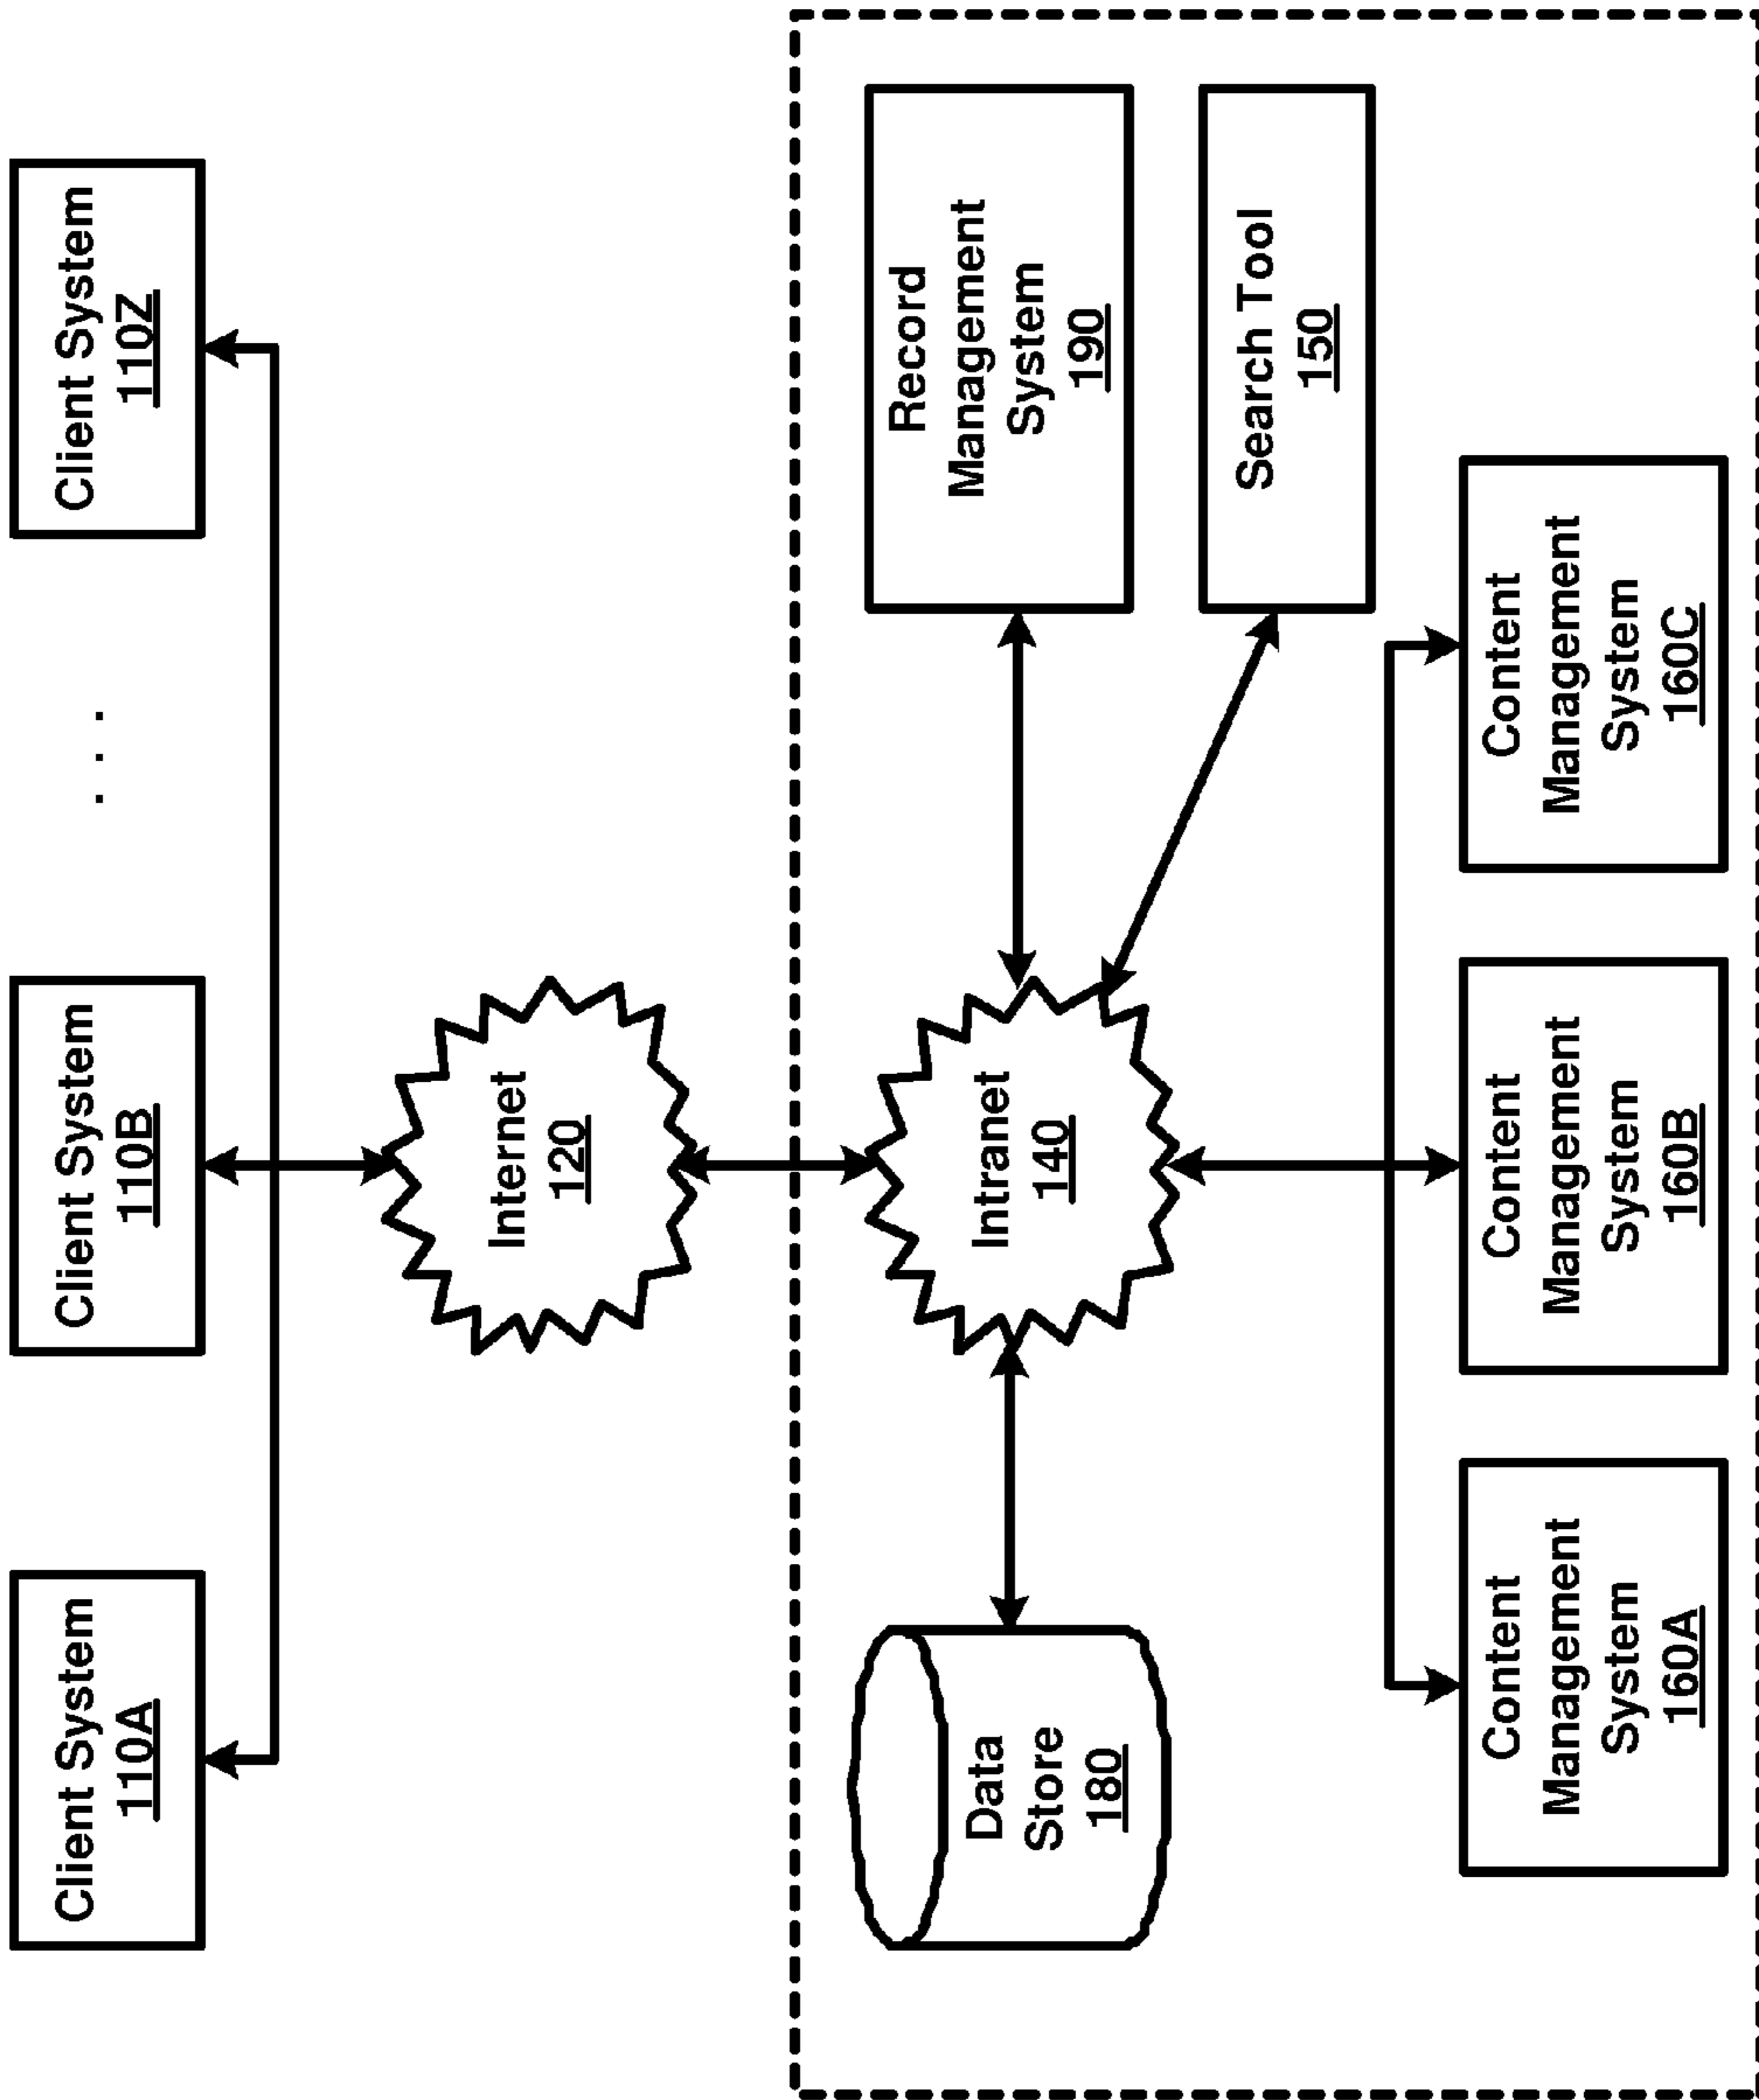 Client System
110A
Client System
110B
. . .
Client System
110Z
Internet
120
Data
Store
180
Intranet
140
Record
Management
System
190
Search Tool
150
Content
Management
System
160A
Content
Management
System
160B
Content
Management
System
160C